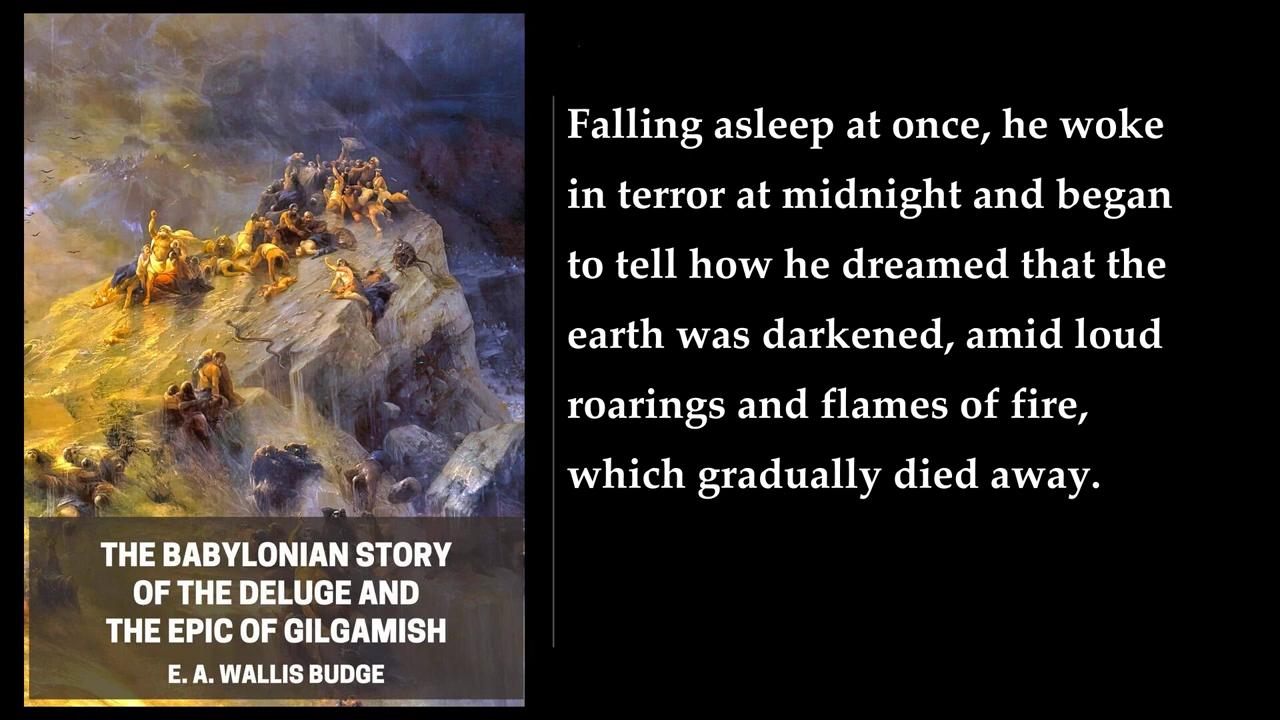 Falling asleep at once, he woke
in terror at midnight and began
to tell how he dreamed that the
earth was darkened, amid loud
roarings and flames of fire,
which gradually died away.
THE BABYLONIAN STORY
OF THE DELUGE AND
THE EPIC OF GILGAMISH
E. A. WALLIS BUDGE